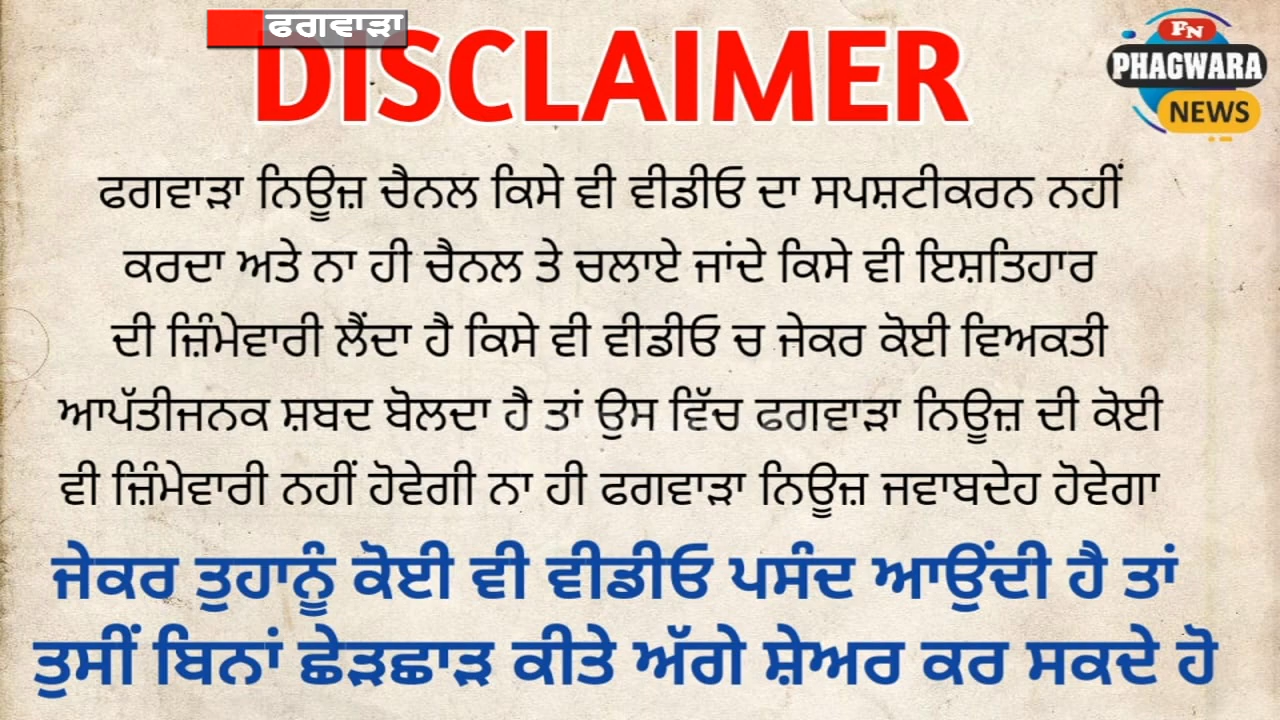 ਫਗਵਾੜਾ
DISCLAIMER
PN
PHAGWARA
NEWS
ਫਗਵਾੜਾ ਨਿਊਜ਼ ਚੈਨਲ ਕਿਸੇ ਵੀ ਵੀਡੀਓ ਦਾ ਸਪਸ਼ਟੀਕਰਨ ਨਹੀਂ
ਕਰਦਾ ਅਤੇ ਨਾ ਹੀ ਚੈਨਲ ਤੇ ਚਲਾਏ ਜਾਂਦੇ ਕਿਸੇ ਵੀ ਇਸ਼ਤਿਹਾਰ
ਦੀ ਜ਼ਿੰਮੇਵਾਰੀ ਲੈਂਦਾ ਹੈ ਕਿਸੇ ਵੀ ਵੀਡੀਓ ਚ ਜੇਕਰ ਕੋਈ ਵਿਅਕਤੀ
ਆਪੱਤੀਜਨਕ ਸ਼ਬਦ ਬੋਲਦਾ ਹੈ ਤਾਂ ਉਸ ਵਿੱਚ ਫਗਵਾੜਾ ਨਿਊਜ਼ ਦੀ ਕੋਈ
ਵੀ ਜ਼ਿੰਮੇਵਾਰੀ ਨਹੀਂ ਹੋਵੇਗੀ ਨਾ ਹੀ ਫਗਵਾੜਾ ਨਿਊਜ਼ ਜਵਾਬਦੇਹ ਹੋਵੇਗਾ
ਜੇਕਰ ਤੁਹਾਨੂੰ ਕੋਈ ਵੀ ਵੀਡੀਓ ਪਸੰਦ ਆਉਂਦੀ ਹੈ ਤਾਂ
ਤੁਸੀਂ ਬਿਨਾਂ ਛੇੜਛਾੜ ਕੀਤੇ ਅੱਗੇ ਸ਼ੇਅਰ ਕਰ ਸਕਦੇ ਹੋ